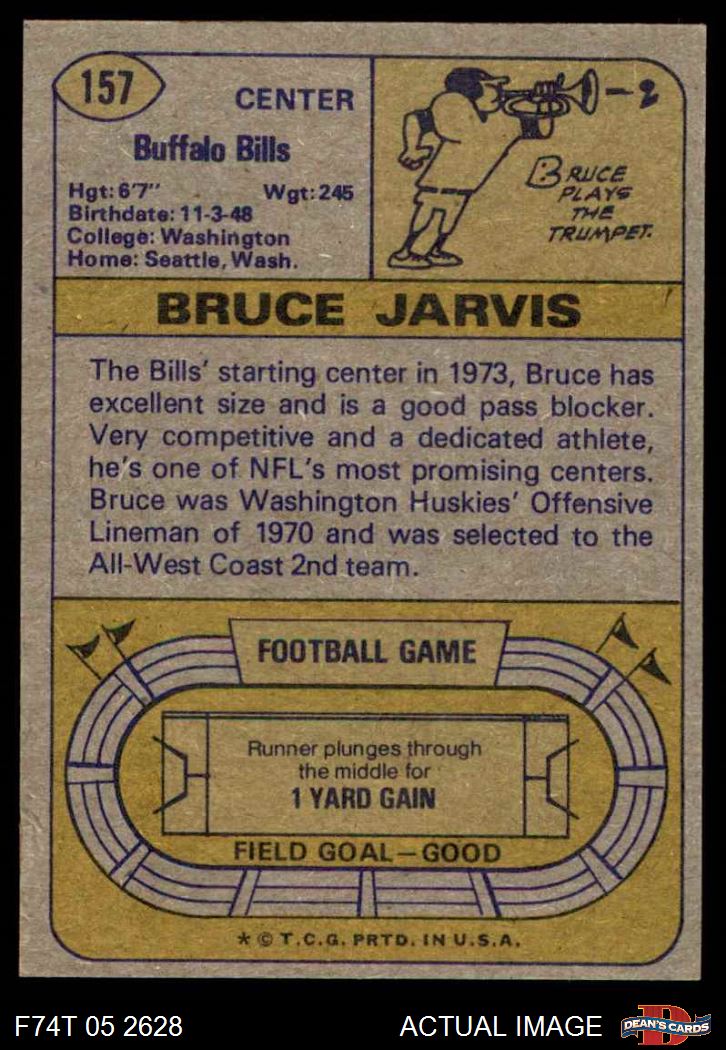 157
CENTER
Buffalo Bills
Hgt: 6'7" Wgt: 245
Birthdate: 11-3-48
College: Washington
Home: Seattle, Wash.
BRUCE
PLAYS
THE
TRUMPET.
BRUCE JARVIS
The Bills' starting center in 1973, Bruce has
excellent size and is a good pass blocker.
Very competitive and a dedicated athlete,
he's one of NFL's most promising centers.
Bruce was Washington Huskies' Offensive
Lineman of 1970 and was selected to the
All-West Coast 2nd team.
FOOTBALL GAME
Runner plunges through
the middle for
1 YARD GAIN
FIELD GOAL—GOOD
* © T.C.G. PRTD. IN U.S.A.
F74T 05 2628 ACTUAL IMAGE
D
DEAN'S CARDS